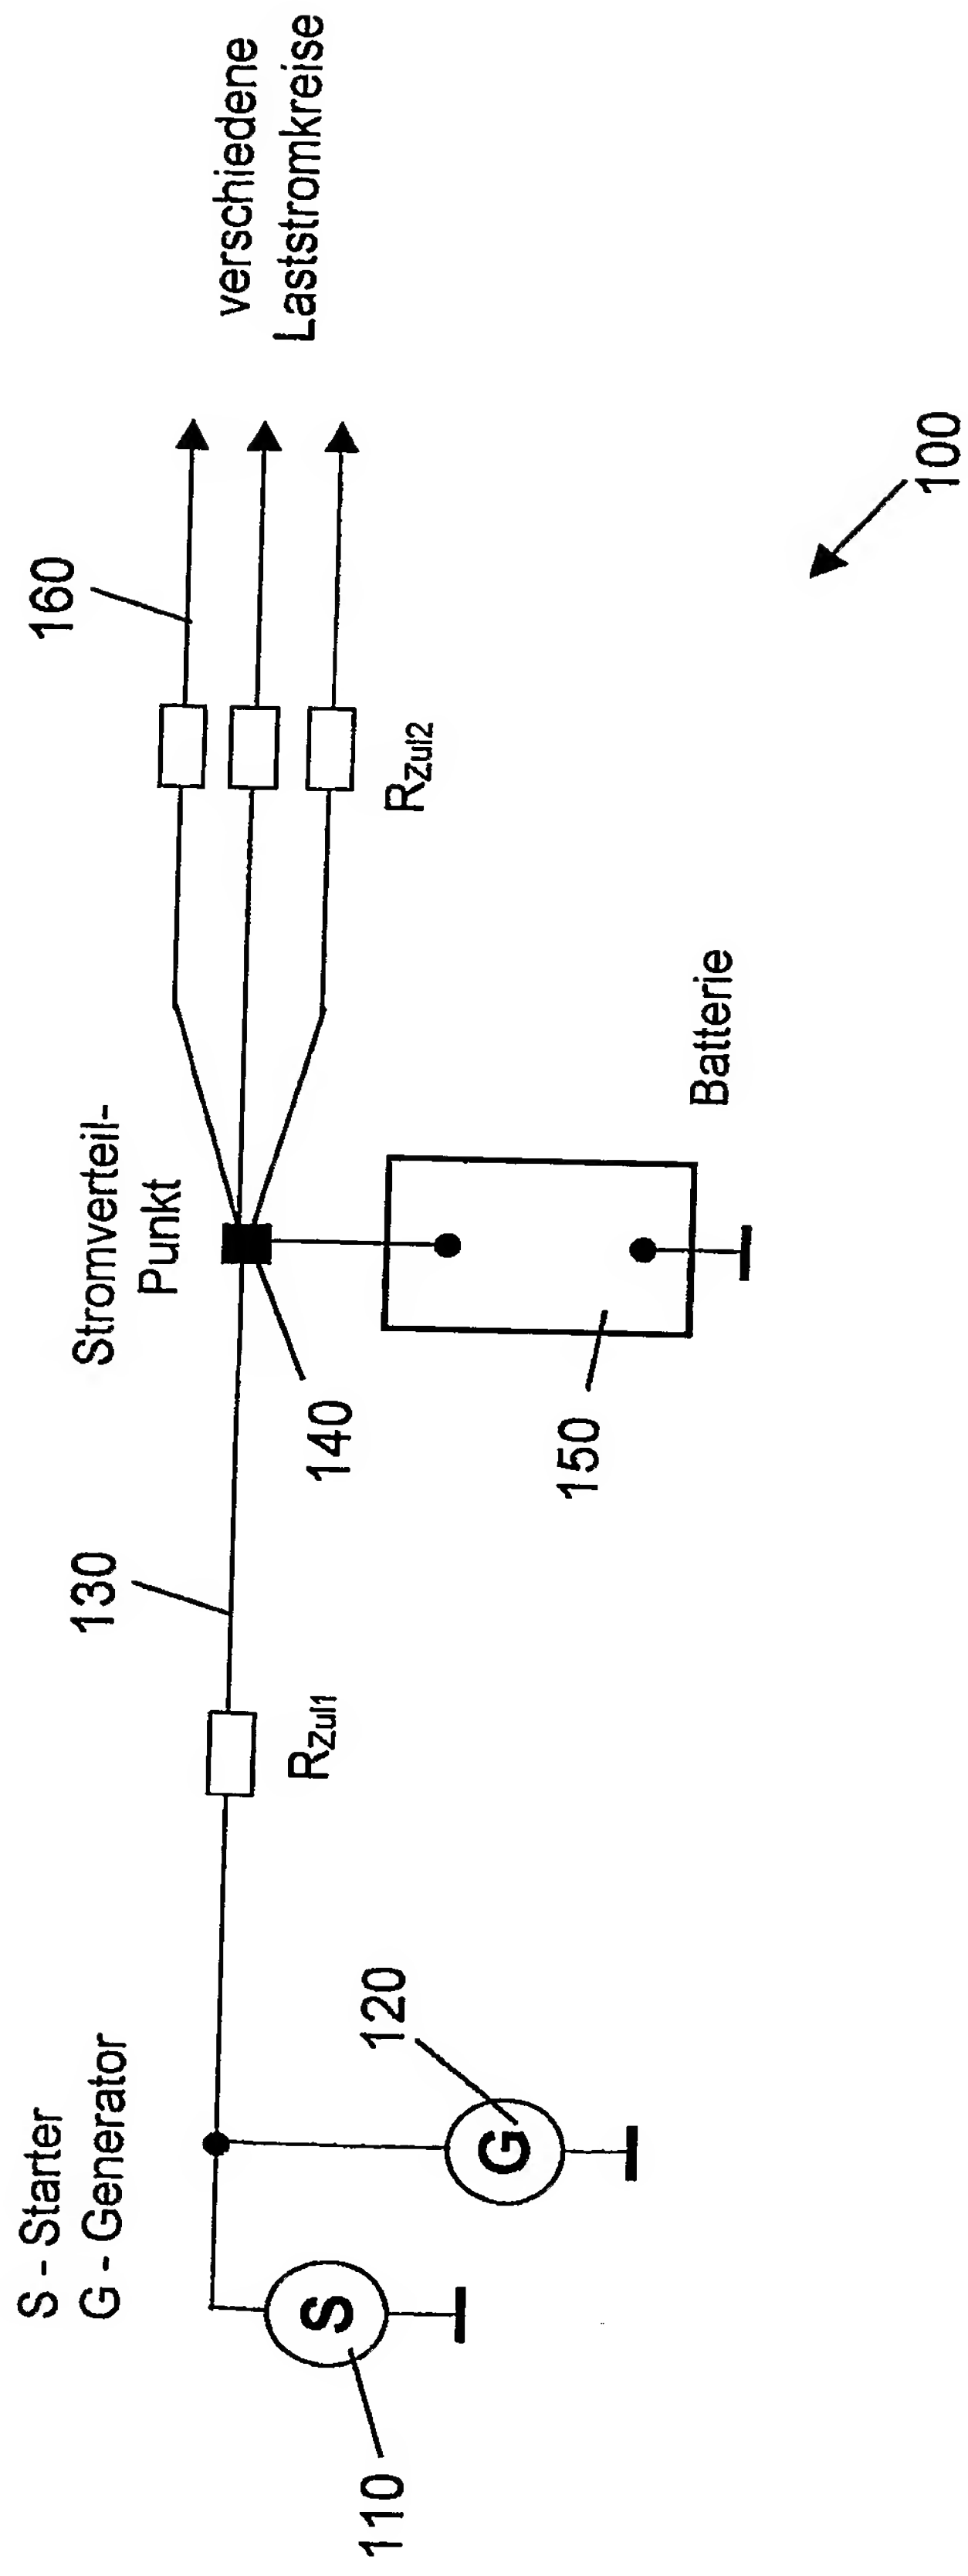 S - Starter
G - Generator
110
S
120
G
RZul1
130
Stromverteil-
Punkt
140
150
Batterie
RZul2
160
verschiedene
Laststromkreise
100